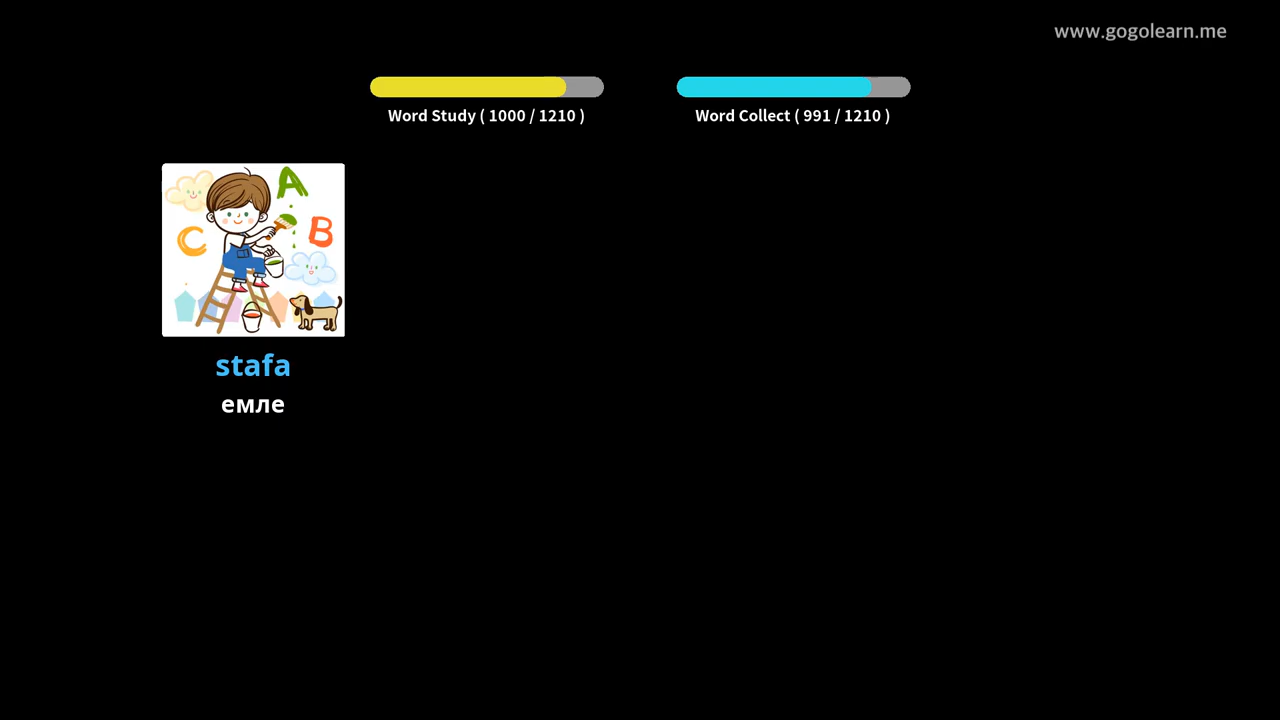 www.gogolearn.me
Word Study ( 1000 / 1210 )
Word Collect ( 991 / 1210 )
A
B
C
stafa
емле